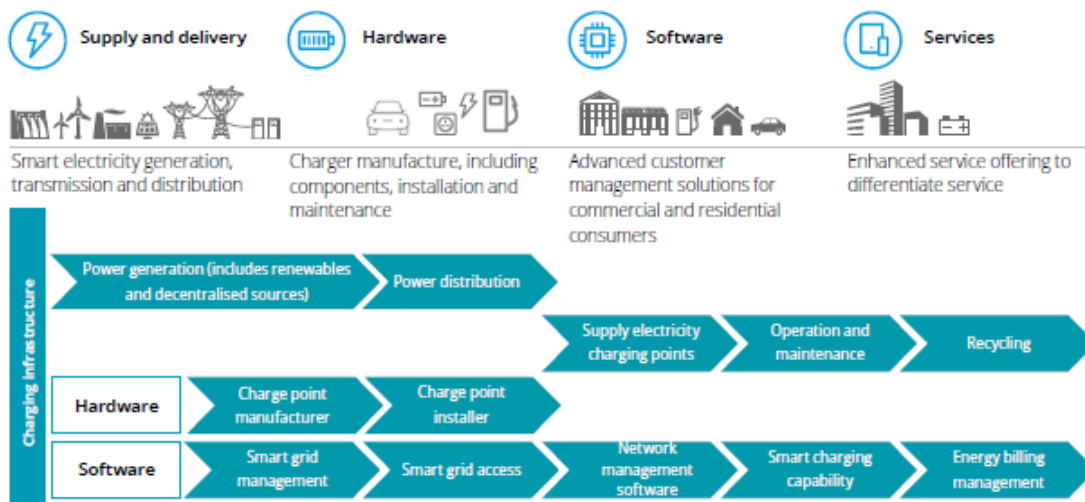 Supply and delivery
Hardware
Software
Services
Smart electricity generation,
transmission and distribution
Charger manufacture, including
components, installation and
maintenance
Advanced customer
management solutions for
commercial and residential
consumers
Enhanced service offering to
differentiate service
Charging infrastructure
Power generation (includes renewables
and decentralised sources)
Power distribution
Supply electricity
charging points
Operation and
maintenance
Recycling
Hardware
Charge point
manufacturer
Charge point
installer
Software
Smart grid
management
Smart grid access
Network
management
software
Smart charging
capability
Energy billing
management